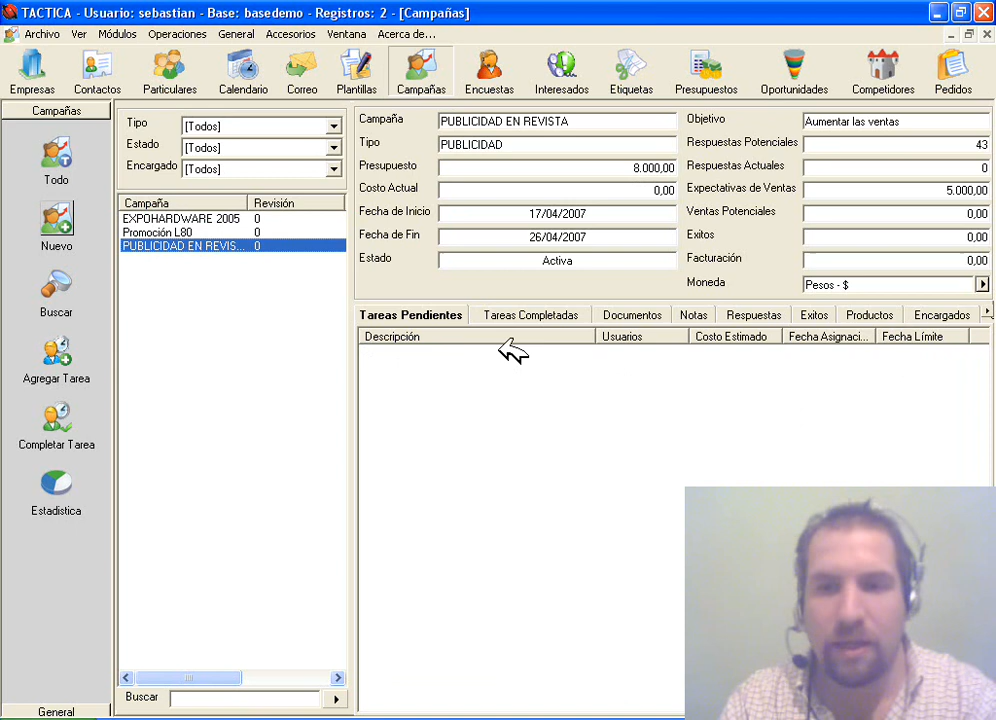 TACTICA - Usuario: sebastian - Base: basedemo - Registros: 2 - [Campañas]
Archivo Ver Módulos Operaciones General Accesorios Ventana Acerca de...
Empresas Contactos Particulares Calendario Correo Plantillas Campañas Encuestas Interesados Etiquetas Presupuestos Oportunidades Competidores Pedidos
Campañas
Todo
Nuevo
Buscar
Agregar Tarea
Completar Tarea
Estadistica
General
Tipo [Todos]
Estado [Todos]
Encargado [Todos]
Campaña Revisión
EXPOHARDWARE 2005 0
Promoción L80 0
PUBLICIDAD EN REVIS... 0
Buscar
Campaña PUBLICIDAD EN REVISTA
Tipo PUBLICIDAD
Presupuesto 8.000,00
Costo Actual 0,00
Fecha de Inicio 17/04/2007
Fecha de Fin 26/04/2007
Estado Activa
Objetivo Aumentar las ventas
Respuestas Potenciales 43
Respuestas Actuales 0
Expectativas de Ventas 5.000,00
Ventas Potenciales 0,00
Exitos 0,00
Facturación 0,00
Moneda Pesos - $
Tareas Pendientes Tareas Completadas Documentos Notas Respuestas Exitos Productos Encargados
Descripción Usuarios Costo Estimado Fecha Asignaci... Fecha Límite